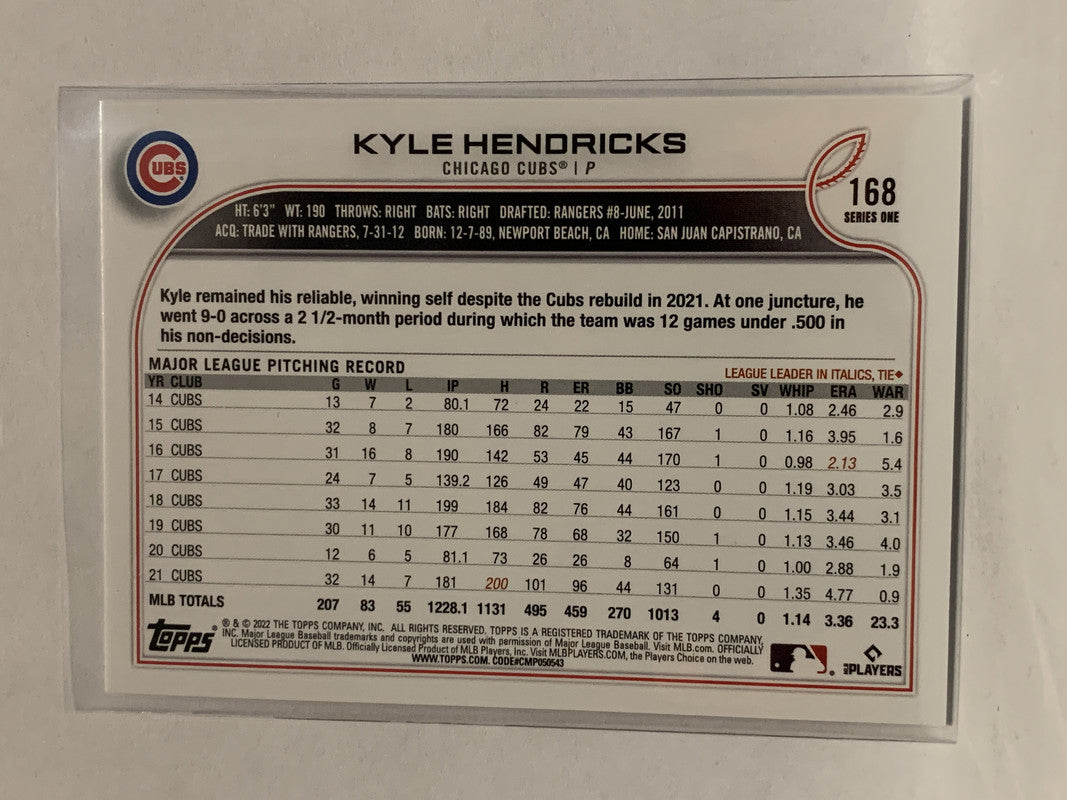 CUBS
KYLE HENDRICKS
CHICAGO CUBS® | P
168
SERIES ONE
HT: 6'3" WT: 190 THROWS: RIGHT BATS: RIGHT DRAFTED: RANGERS #8-JUNE, 2011
ACQ: TRADE WITH RANGERS, 7-31-12 BORN: 12-7-89, NEWPORT BEACH, CA HOME: SAN JUAN CAPISTRANO, CA
Kyle remained his reliable, winning self despite the Cubs rebuild in 2021. At one juncture, he
went 9-0 across a 2 1/2-month period during which the team was 12 games under .500 in
his non-decisions.
MAJOR LEAGUE PITCHING RECORD LEAGUE LEADER IN ITALICS, TIE◆
YR CLUB G W L IP H R ER BB SO SHO SV WHIP ERA WAR
14 CUBS 13 7 2 80.1 72 24 22 15 47 0 0 1.08 2.46 2.9
15 CUBS 32 8 7 180 166 82 79 43 167 1 0 1.16 3.95 1.6
16 CUBS 31 16 8 190 142 53 45 44 170 1 0 0.98 2.13 5.4
17 CUBS 24 7 5 139.2 126 49 47 40 123 0 0 1.19 3.03 3.5
18 CUBS 33 14 11 199 184 82 76 44 161 0 0 1.15 3.44 3.1
19 CUBS 30 11 10 177 168 78 68 32 150 1 0 1.13 3.46 4.0
20 CUBS 12 6 5 81.1 73 26 26 8 64 1 0 1.00 2.88 1.9
21 CUBS 32 14 7 181 200 101 96 44 131 0 0 1.35 4.77 0.9
MLB TOTALS 207 83 55 1228.1 1131 495 459 270 1013 4 0 1.14 3.36 23.3
topps®
® & © 2022 THE TOPPS COMPANY, INC. ALL RIGHTS RESERVED. TOPPS IS A REGISTERED TRADEMARK OF THE TOPPS COMPANY,
INC. Major League Baseball trademarks and copyrights are used with permission of Major League Baseball. Visit MLB.com. OFFICIALLY
LICENSED PRODUCT OF MLB. Officially Licensed Product of MLB Players, Inc. Visit MLBPLAYERS.COM, the Players Choice on the web.
WWW.TOPPS.COM. CODE#CMP050543
MLB PLAYERS